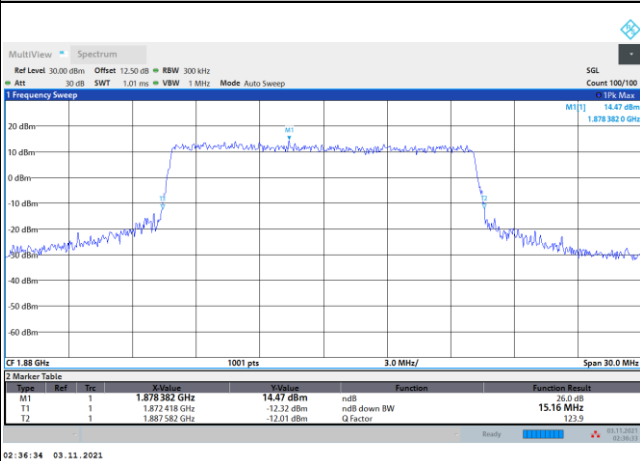 MultiView Spectrum
Ref Level 30.00 dBm Offset 12.50 dB RBW 300 kHz SGL
Att 30 dB SWT 1.01 ms VBW 1 MHz Mode Auto Sweep Count 100/100
1 Frequency Sweep 1Pk Max
M1[1] 14.47 dBm
1.878 382 0 GHz
20 dBm
M1
10 dBm
0 dBm
-10 dBm
T1 T2
-20 dBm
-30 dBm
-40 dBm
-50 dBm
-60 dBm
CF 1.88 GHz 1001 pts 3.0 MHz/ Span 30.0 MHz
2 Marker Table
Type Ref Trc X-Value Y-Value Function Function Result
M1 1 1.878 382 GHz 14.47 dBm ndB 26.0 dB
T1 1 1.872 418 GHz -12.32 dBm ndB down BW 15.16 MHz
T2 1 1.887 582 GHz -12.01 dBm Q Factor 123.9
Ready 03.11.2021
02:36:33
02:36:34 03.11.2021